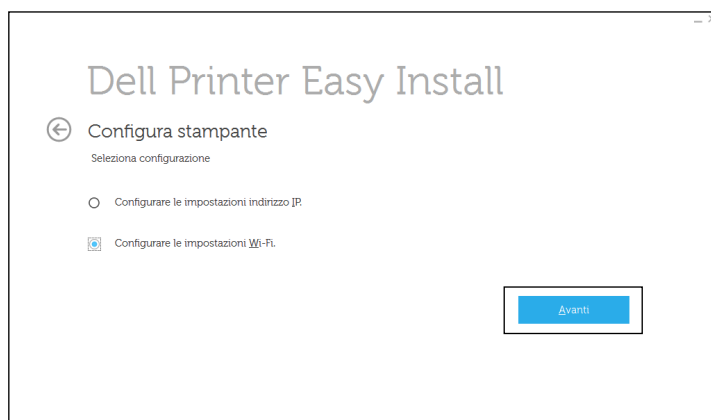 Dell Printer Easy Install
Configura stampante
Seleziona configurazione
Configurare le impostazioni indirizzo IP.
Configurare le impostazioni Wi-Fi.
Avanti